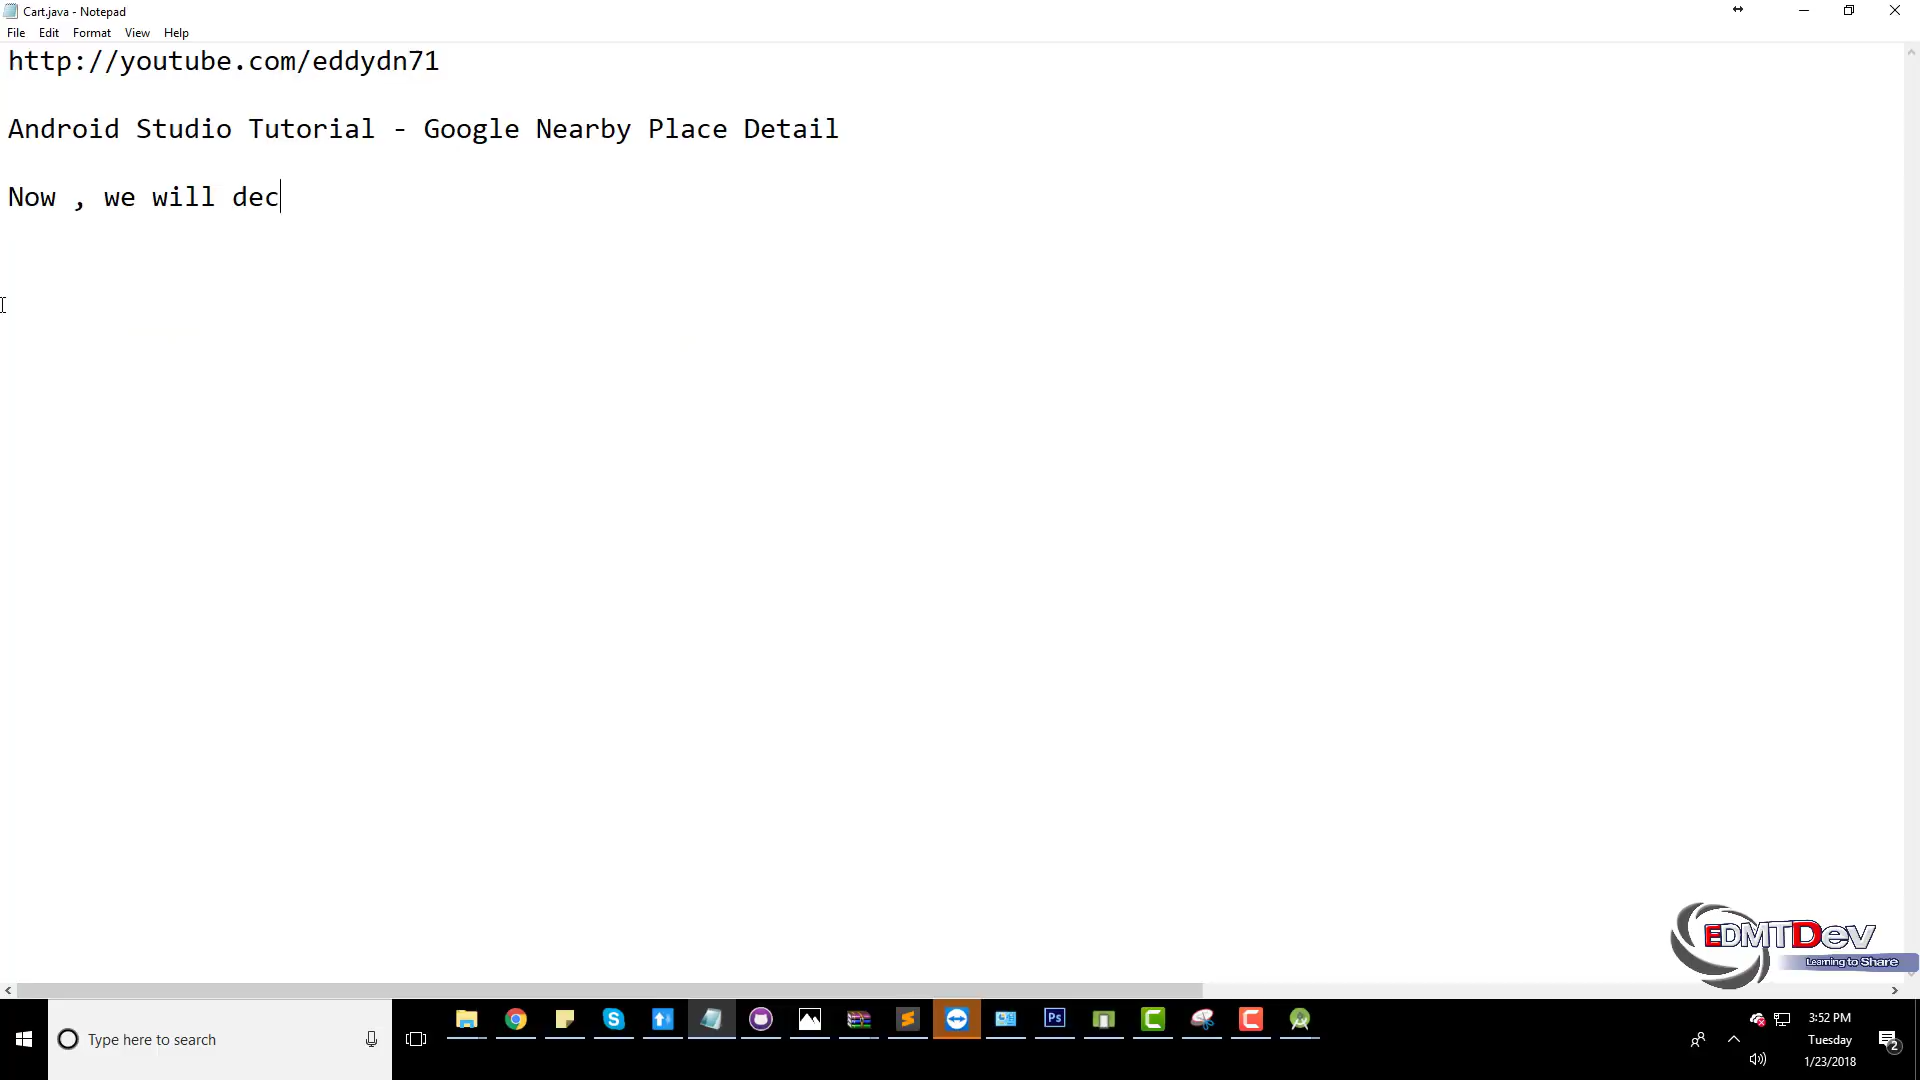 Cart.java - Notepad
File Edit Format View Help
http://youtube.com/eddydn71
Android Studio Tutorial - Google Nearby Place Detail
Now , we will dec
EDMTDev
Learning to Share
Type here to search
Ps
3:52 PM
Tuesday
1/23/2018
2